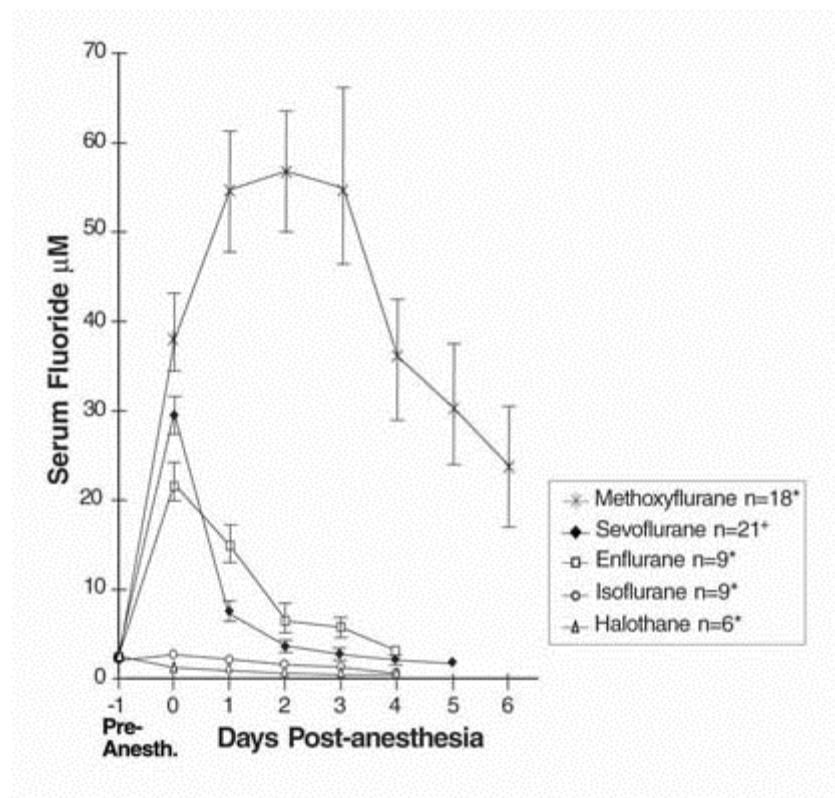 70
60
50
40
30
20
10
0
Serum Fluoride μM
-1 0 1 2 3 4 5 6
Pre-
Anesth.
Days Post-anesthesia
Methoxyflurane n=18*
Sevoflurane n=21+
Enflurane n=9*
Isoflurane n=9*
Halothane n=6*